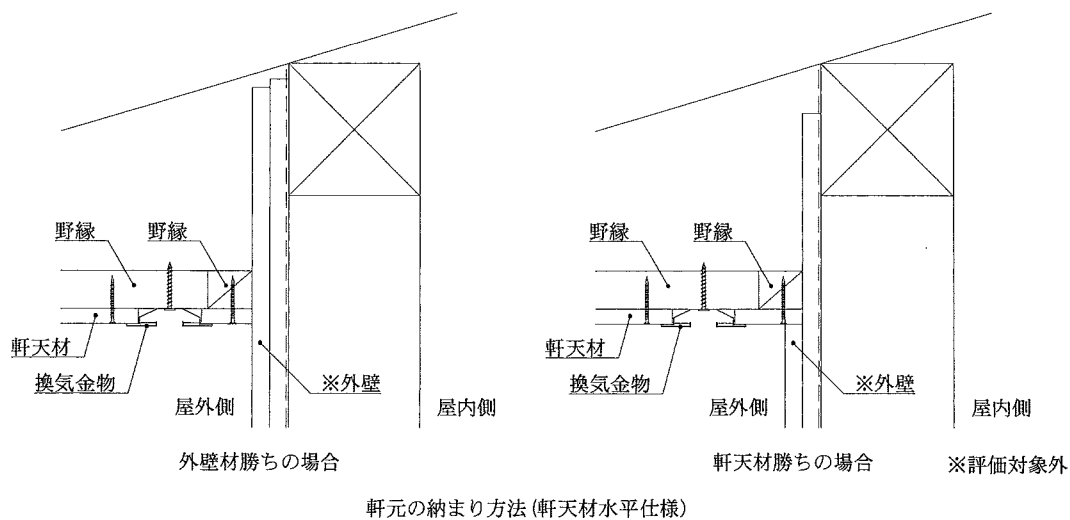 野縁 野縁
軒天材
換気金物
※外壁
屋外側
屋内側
外壁材勝ちの場合
野縁 野縁
軒天材
換気金物
※外壁
屋外側
屋内側
軒天材勝ちの場合
※評価対象外
軒元の納まり方法(軒天材水平仕様)